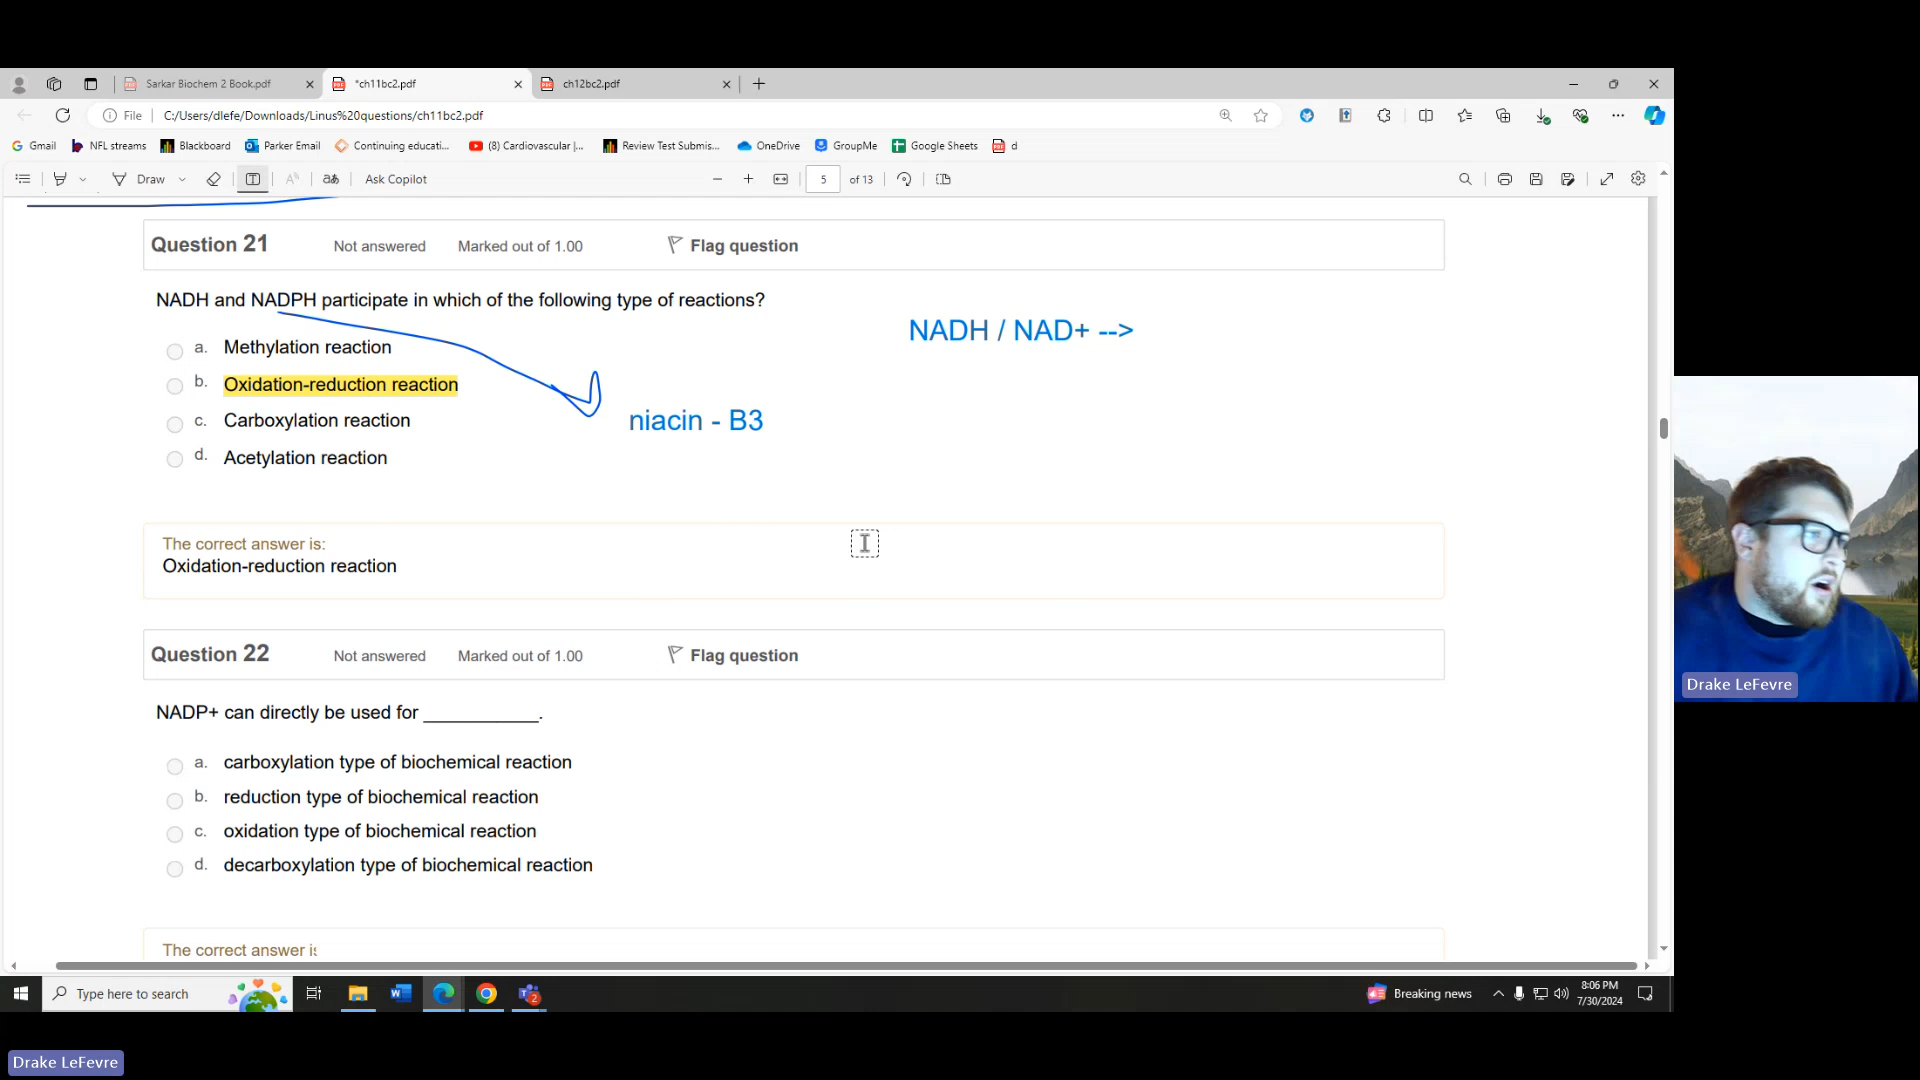 Sarkar Biochem 2 Book.pdf
*ch11bc2.pdf
ch12bc2.pdf
File
C:/Users/dlefe/Downloads/Linus%20questions/ch11bc2.pdf
Gmail
NFL streams
Blackboard
Parker Email
Continuing educati...
(8) Cardiovascular |...
Review Test Submis...
OneDrive
GroupMe
Google Sheets
d
Draw
Ask Copilot
5
of 13
Question 21
Not answered
Marked out of 1.00
Flag question
NADH and NADPH participate in which of the following type of reactions?
NADH / NAD+ -->
a. Methylation reaction
b. Oxidation-reduction reaction
c. Carboxylation reaction
niacin - B3
d. Acetylation reaction
The correct answer is:
Oxidation-reduction reaction
Question 22
Not answered
Marked out of 1.00
Flag question
NADP+ can directly be used for ___________.
a. carboxylation type of biochemical reaction
b. reduction type of biochemical reaction
c. oxidation type of biochemical reaction
d. decarboxylation type of biochemical reaction
The correct answer is
Drake LeFevre
Type here to search
2
Breaking news
8:06 PM
7/30/2024
Drake LeFevre